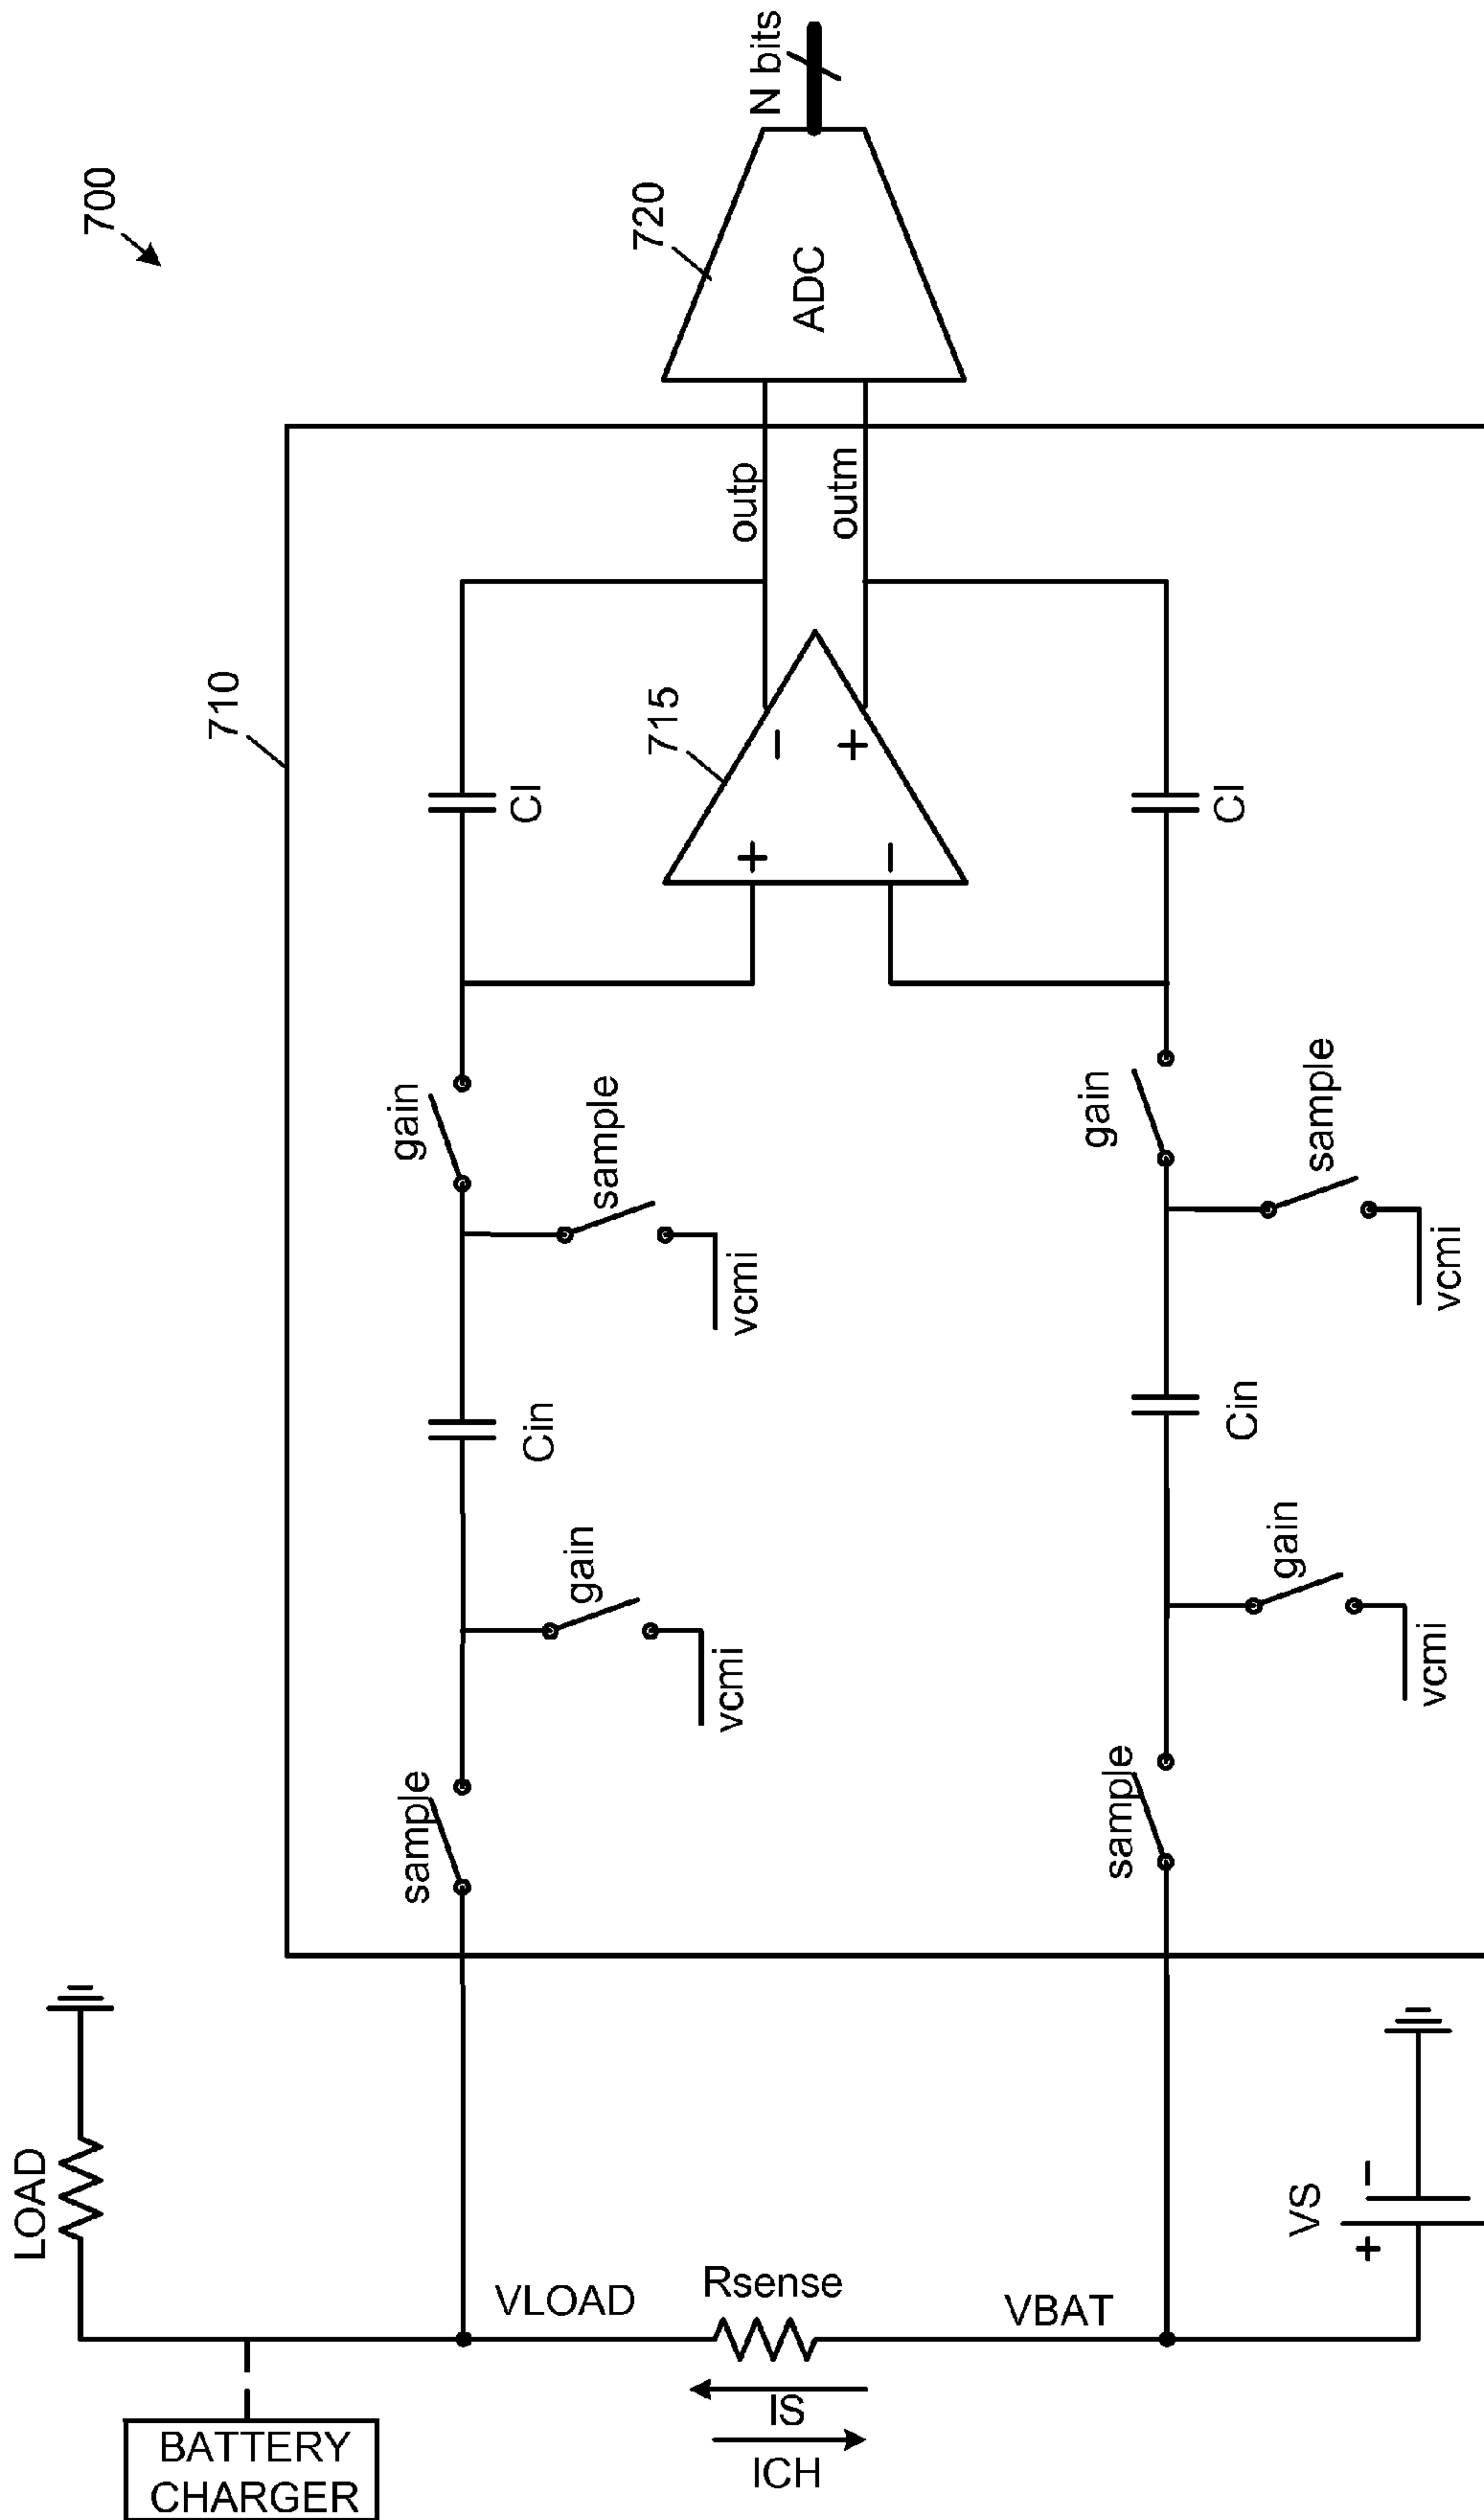 700
710
LOAD
BATTERY
CHARGER
VLOAD
Rsense
VBAT
IS
ICH
VS
+
−
sample
gain
vcmi
Cin
sample
vcmi
gain
CI
715
+
−
−
+
outp
outm
720
ADC
N bits
sample
gain
vcmi
Cin
sample
vcmi
gain
CI